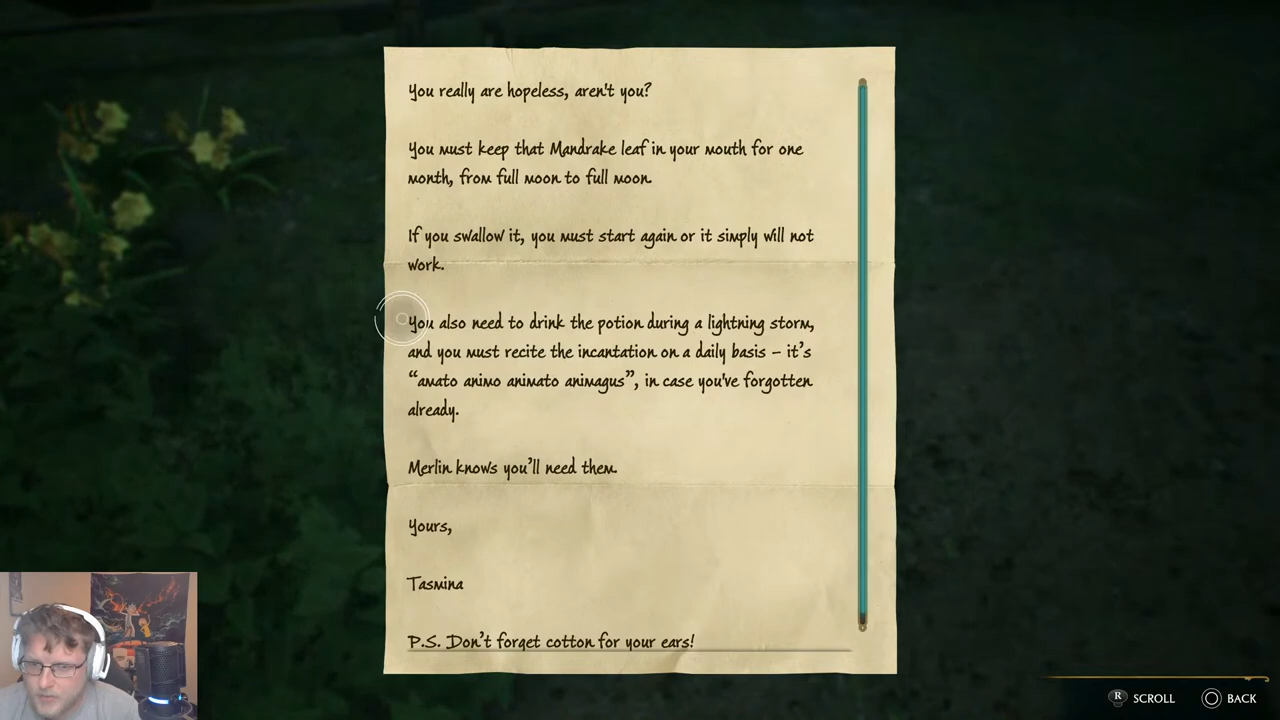 You really are hopeless, aren't you?
You must keep that Mandrake leaf in your mouth for one
month, from full moon to full moon.
If you swallow it, you must start again or it simply will not
work.
You also need to drink the potion during a lightning storm,
and you must recite the incantation on a daily basis – it's
“amato animo animato animagus”, in case you've forgotten
already.
Merlin knows you'll need them.
Yours,
Tasmina
P.S. Don't forget cotton for your ears!
R SCROLL BACK